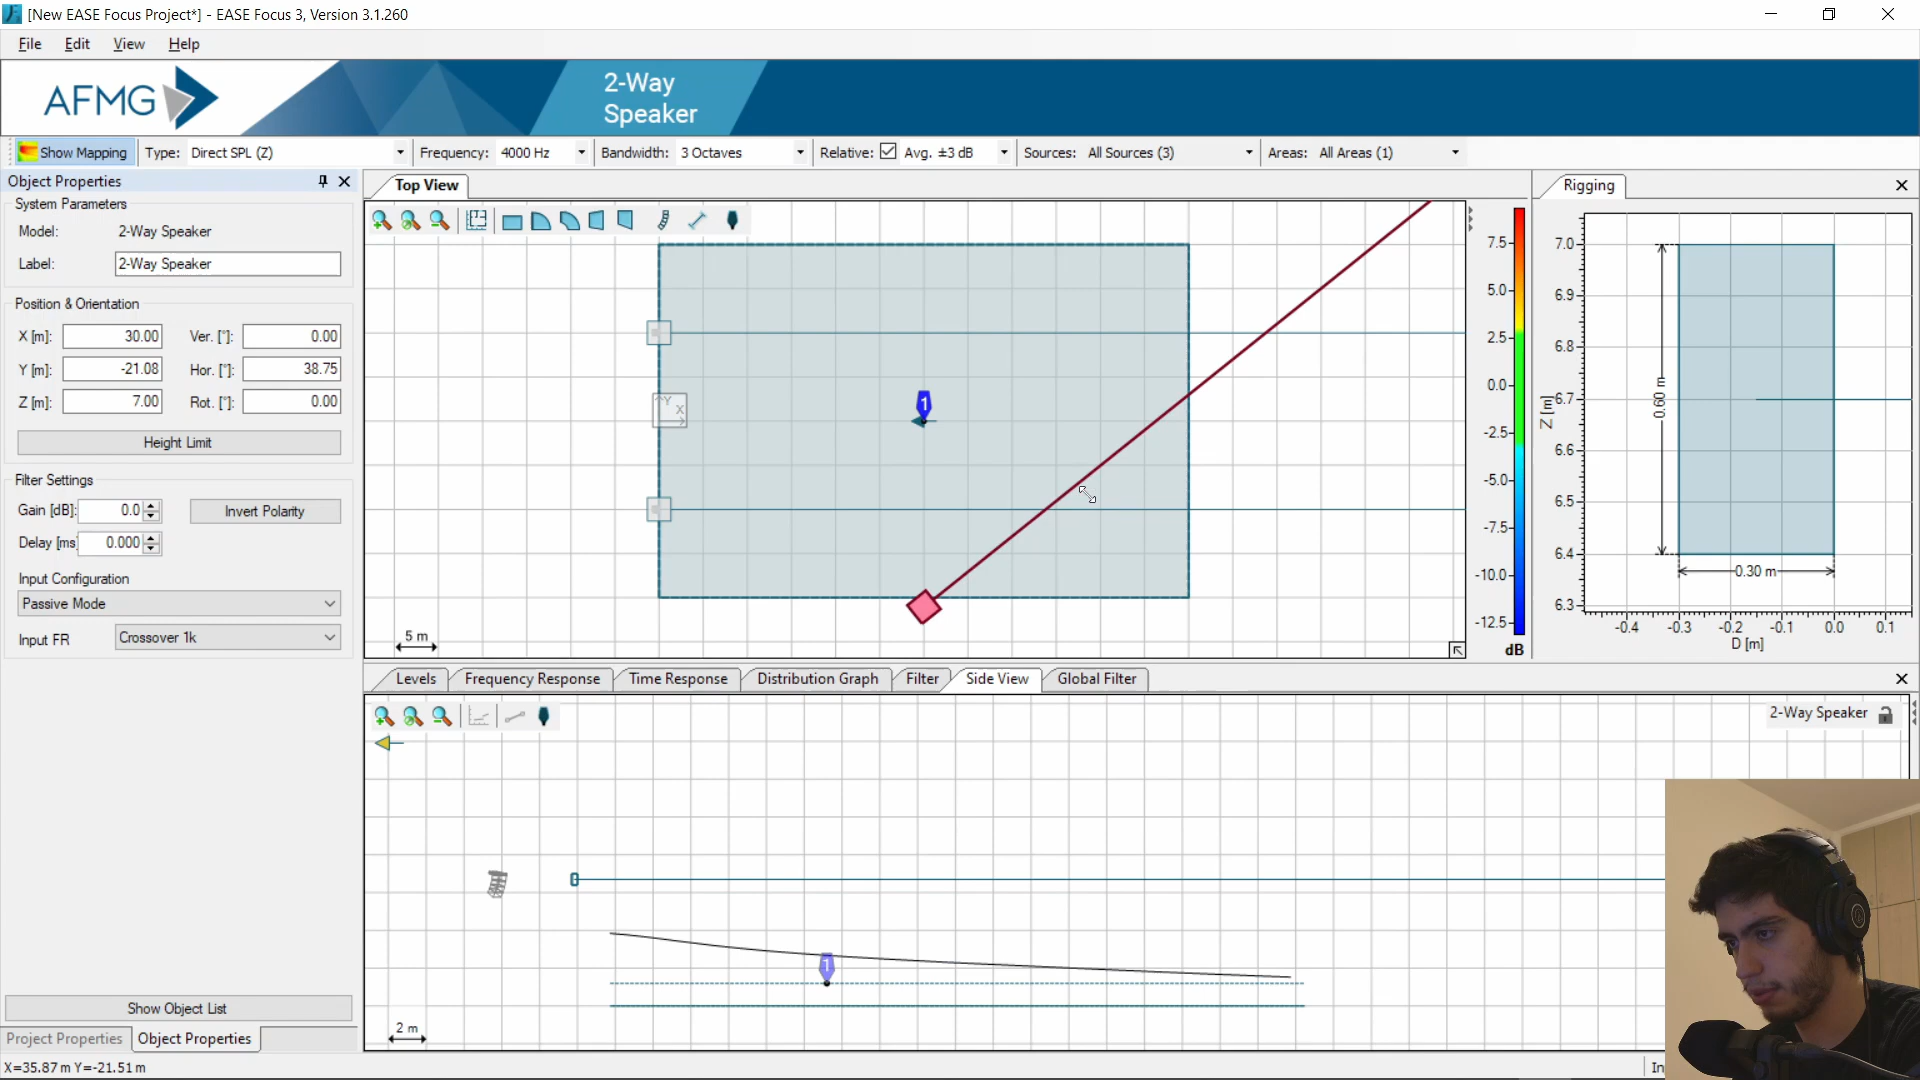 [New EASE Focus Project*] - EASE Focus 3, Version 3.1.260
File Edit View Help
AFMG
2-Way
Speaker
Show Mapping Type: Direct SPL (Z) Frequency: 4000 Hz Bandwidth: 3 Octaves Relative: Avg. ±3 dB Sources: All Sources (3) Areas: All Areas (1)
Object Properties
System Parameters
Model: 2-Way Speaker
Label: 2-Way Speaker
Position & Orientation
X [m]: 30.00 Ver. [°]: 0.00
Y [m]: -21.08 Hor. [°]: 38.75
Z [m]: 7.00 Rot. [°]: 0.00
Height Limit
Filter Settings
Gain [dB]: 0.0 Invert Polarity
Delay [ms 0.000
Input Configuration
Passive Mode
Input FR Crossover 1k
Show Object List
Project Properties Object Properties
X=35.87 m Y=-21.51 m
Top View
Y
X
1
5 m
7.5
5.0
2.5
0.0
-2.5
-5.0
-7.5
-10.0
-12.5
dB
Rigging
7.0
6.9
6.8
6.7
6.6
6.5
6.4
6.3
Z [m]
0.60 m
0.30 m
-0.4 -0.3 -0.2 -0.1 0.0 0.1
D [m]
Levels Frequency Response Time Response Distribution Graph Filter Side View Global Filter
2-Way Speaker
1
2 m
In